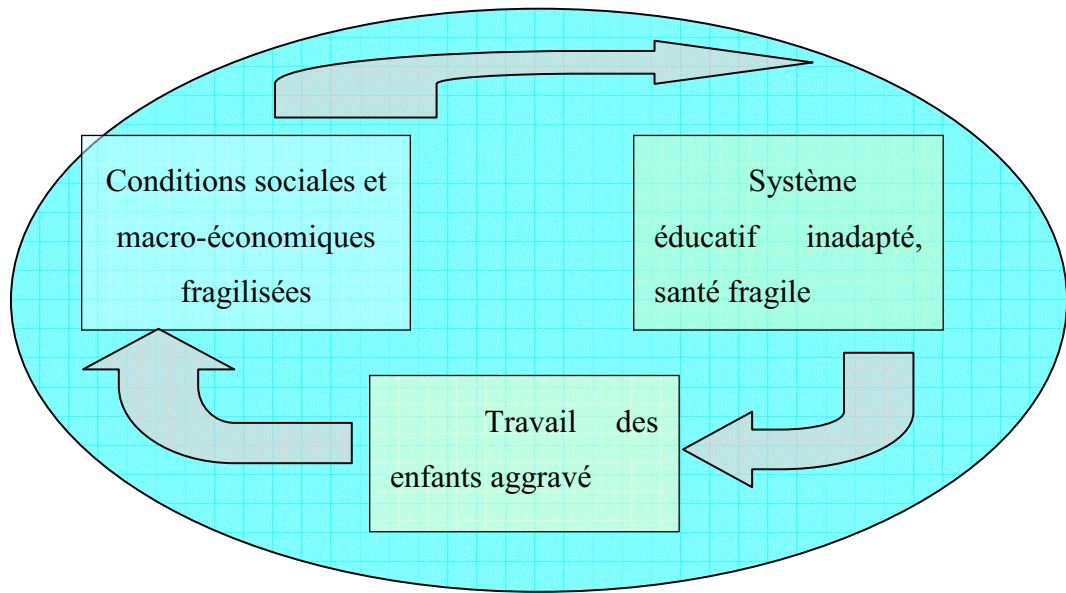 Conditions sociales et
macro-économiques
fragilisées
Système
éducatif inadapté,
santé fragile
Travail des
enfants aggravé